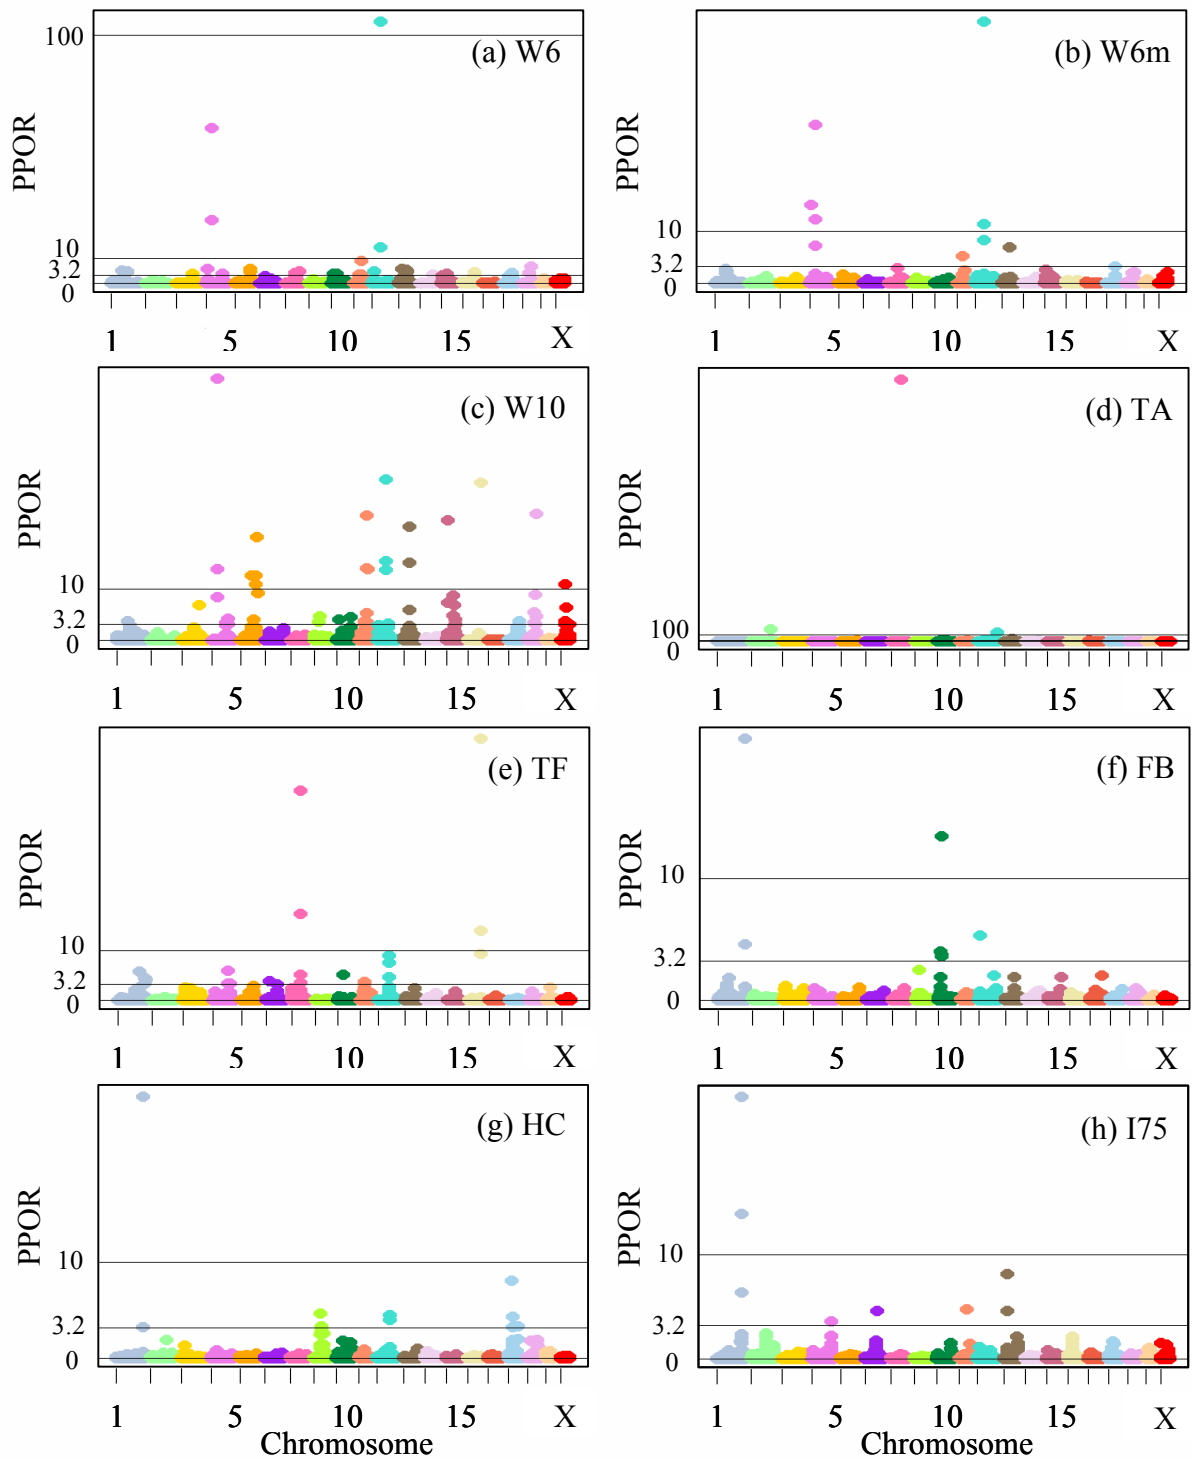 (a) W6
PPOR
100
10
3.2
0
1 5 10 15 X
(b) W6m
PPOR
10
3.2
0
1 5 10 15 X
(c) W10
PPOR
10
3.2
0
1 5 10 15 X
(d) TA
PPOR
100
0
1 5 10 15 X
(e) TF
PPOR
10
3.2
0
1 5 10 15 X
(f) FB
PPOR
10
3.2
0
1 5 10 15 X
(g) HC
PPOR
10
3.2
0
1 5 10 15 X
Chromosome
(h) I75
PPOR
10
3.2
0
1 5 10 15 X
Chromosome